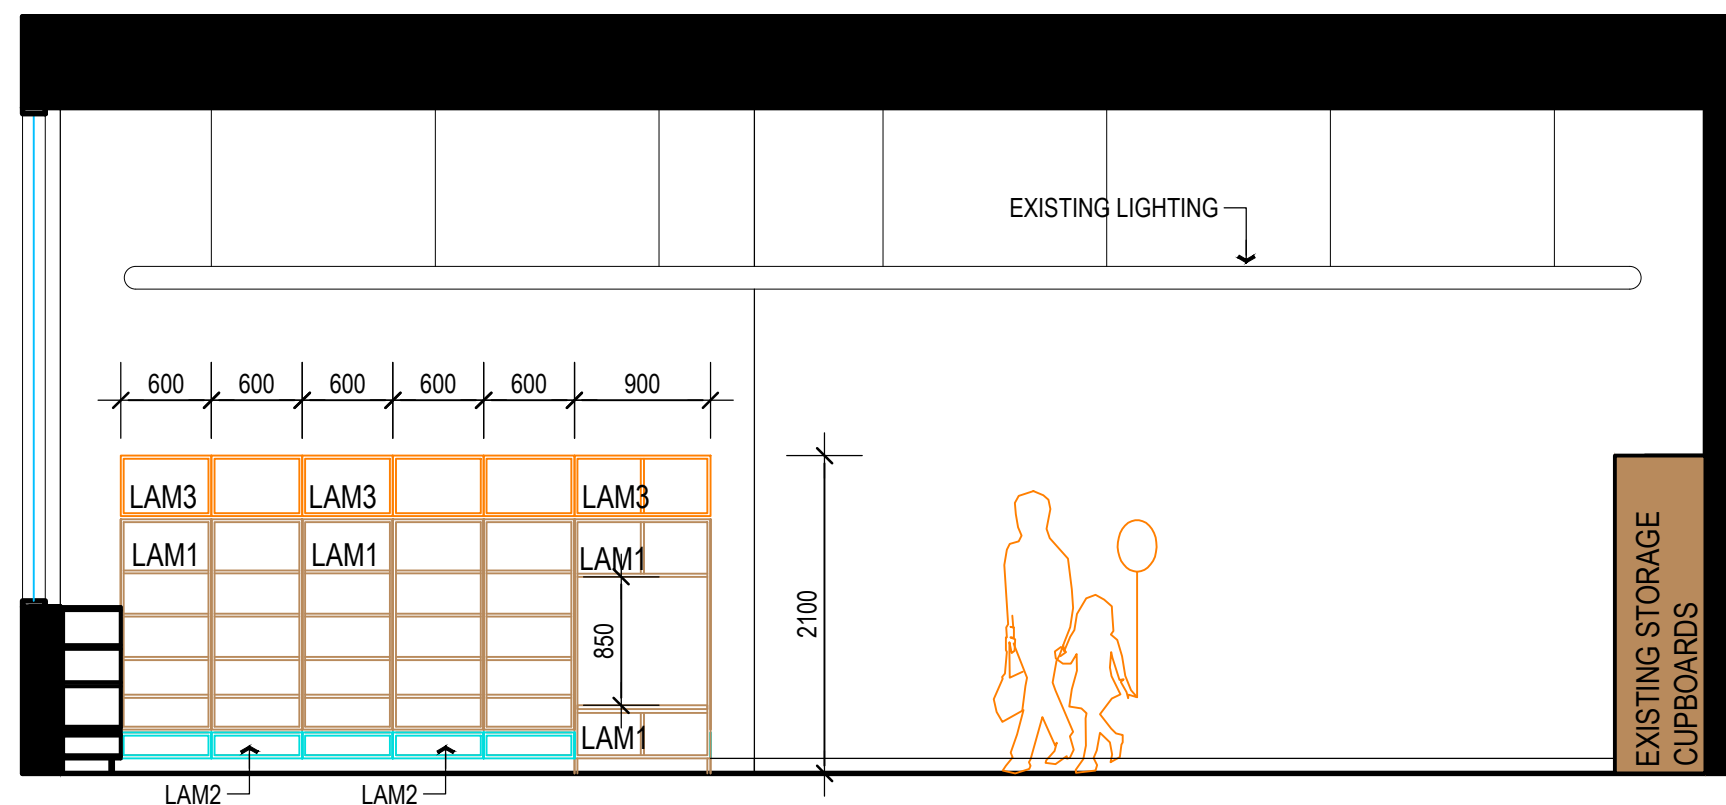 EXISTING LIGHTING
600 600 600 600 600 900
LAM3 LAM3 LAM3
LAM1 LAM1 LAM1
850
2100
LAM1
LAM2 LAM2
EXISTING STORAGE
CUPBOARDS